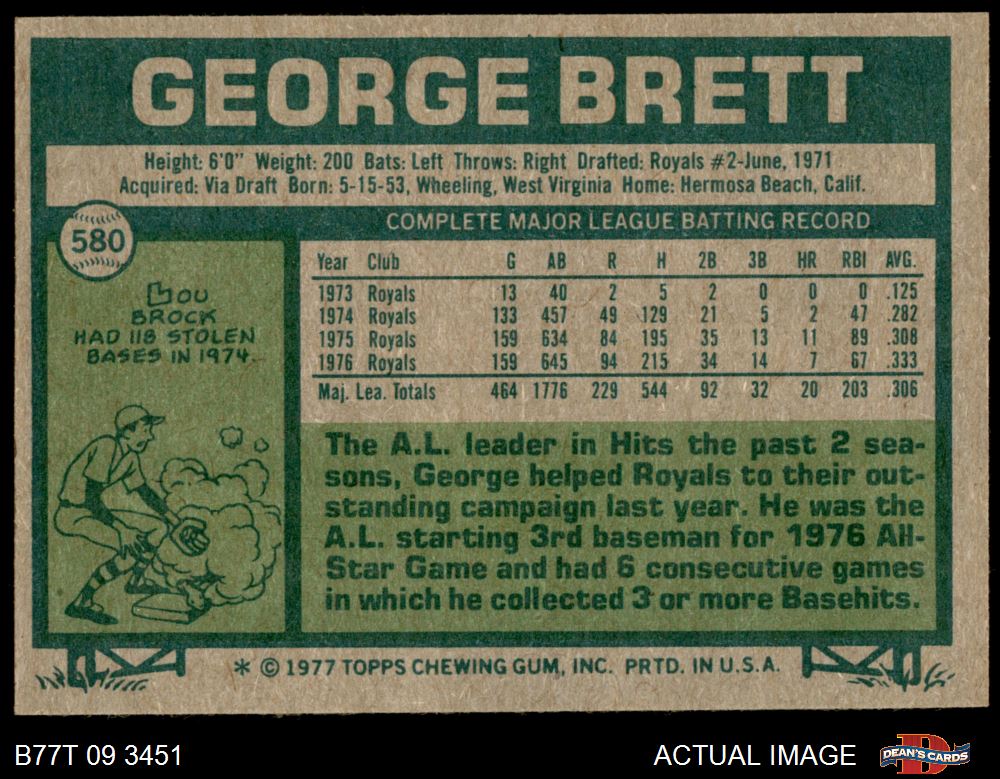 GEORGE BRETT
Height: 6'0" Weight: 200 Bats: Left Throws: Right Drafted: Royals #2-June, 1971
Acquired: Via Draft Born: 5-15-53, Wheeling, West Virginia Home: Hermosa Beach, Calif.
580
LOU
BROCK
HAD 118 STOLEN
BASES IN 1974.
COMPLETE MAJOR LEAGUE BATTING RECORD
Year Club G AB R H 2B 3B HR RBI AVG.
1973 Royals 13 40 2 5 2 0 0 0 .125
1974 Royals 133 457 49 129 21 5 2 47 .282
1975 Royals 159 634 84 195 35 13 11 89 .308
1976 Royals 159 645 94 215 34 14 7 67 .333
Maj. Lea. Totals 464 1776 229 544 92 32 20 203 .306
The A.L. leader in Hits the past 2 sea-
sons, George helped Royals to their out-
standing campaign last year. He was the
A.L. starting 3rd baseman for 1976 All-
Star Game and had 6 consecutive games
in which he collected 3 or more Basehits.
* © 1977 TOPPS CHEWING GUM, INC. PRTD. IN U.S.A.
B77T 09 3451
ACTUAL IMAGE
DEAN'S CARDS